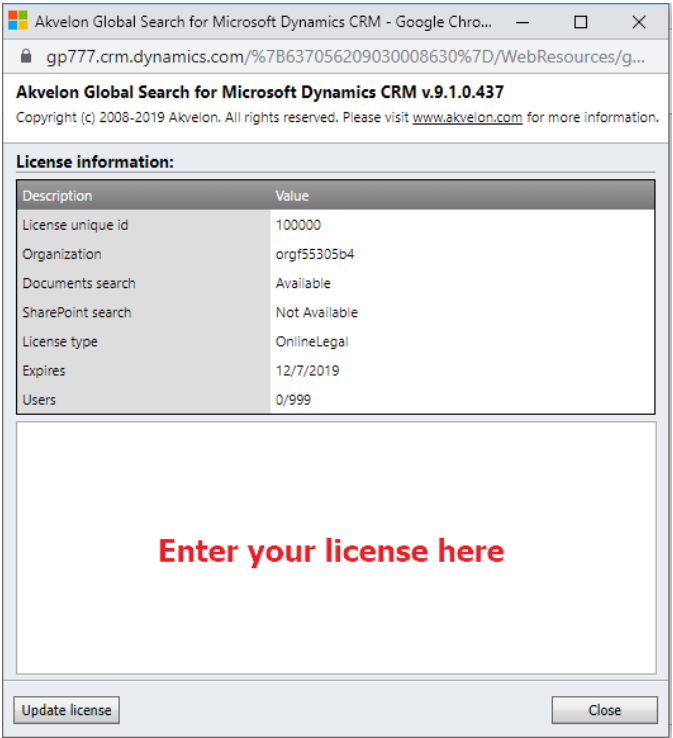 Akvelon Global Search for Microsoft Dynamics CRM - Google Chro...
gp777.crm.dynamics.com/%7B637056209030008630%7D/WebResources/g...
Akvelon Global Search for Microsoft Dynamics CRM v.9.1.0.437
Copyright (c) 2008-2019 Akvelon. All rights reserved. Please visit www.akvelon.com for more information.
License information:
Description Value
License unique id 100000
Organization orgf55305b4
Documents search Available
SharePoint search Not Available
License type OnlineLegal
Expires 12/7/2019
Users 0/999
Enter your license here
Update license Close